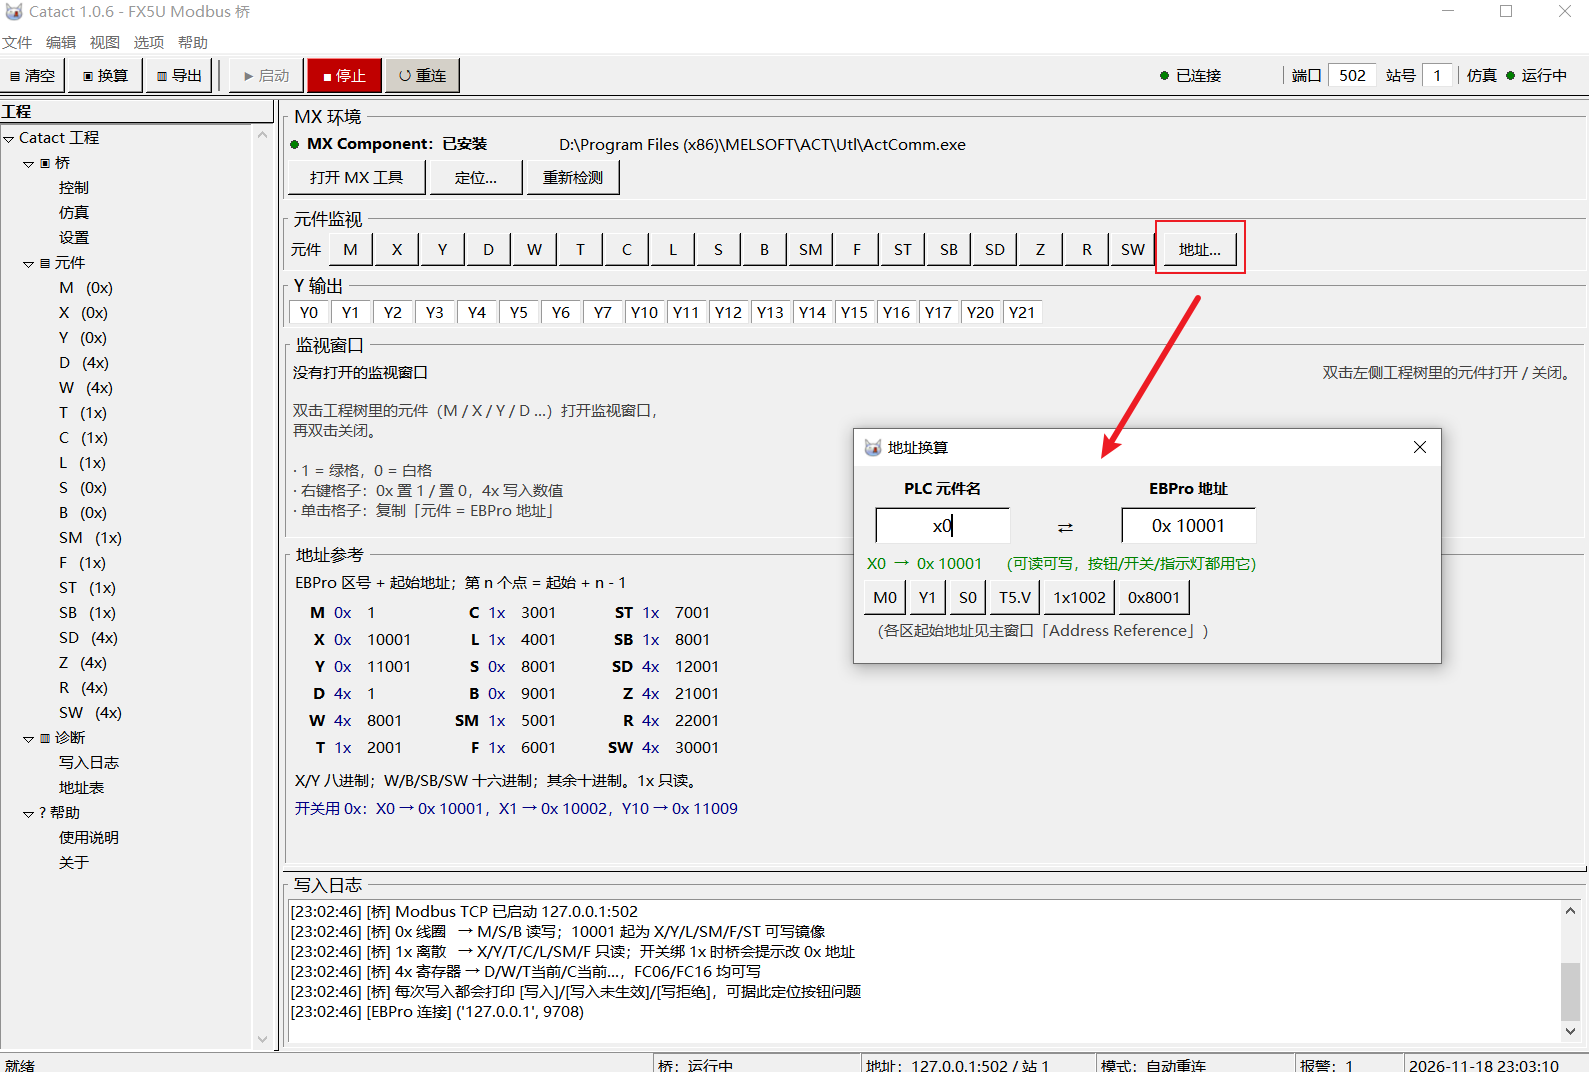 Catact 1.0.6 - FX5U Modbus 桥
文件 编辑 视图 选项 帮助
清空 换算 导出 启动 停止 重连 已连接 端口 502 站号 1 仿真 运行中
工程
Catact 工程
桥
控制
仿真
设置
元件
M (0x)
X (0x)
Y (0x)
D (4x)
W (4x)
T (1x)
C (1x)
L (1x)
S (0x)
B (0x)
SM (1x)
F (1x)
ST (1x)
SB (1x)
SD (4x)
Z (4x)
R (4x)
SW (4x)
诊断
写入日志
地址表
? 帮助
使用说明
关于
MX 环境
MX Component：已安装 D:\Program Files (x86)\MELSOFT\ACT\Utl\ActComm.exe
打开 MX 工具 定位... 重新检测
元件监视
元件 M X Y D W T C L S B SM F ST SB SD Z R SW 地址...
Y 输出
Y0 Y1 Y2 Y3 Y4 Y5 Y6 Y7 Y10 Y11 Y12 Y13 Y14 Y15 Y16 Y17 Y20 Y21
监视窗口
没有打开的监视窗口 双击左侧工程树里的元件打开 / 关闭。
双击工程树里的元件（M / X / Y / D ...）打开监视窗口，
再双击关闭。
· 1 = 绿格，0 = 白格
· 右键格子：0x 置 1 / 置 0，4x 写入数值
· 单击格子：复制「元件 = EBPro 地址」
地址参考
EBPro 区号 + 起始地址；第 n 个点 = 起始 + n - 1
M 0x 1 C 1x 3001 ST 1x 7001
X 0x 10001 L 1x 4001 SB 1x 8001
Y 0x 11001 S 0x 8001 SD 4x 12001
D 4x 1 B 0x 9001 Z 4x 21001
W 4x 8001 SM 1x 5001 R 4x 22001
T 1x 2001 F 1x 6001 SW 4x 30001
X/Y 八进制；W/B/SB/SW 十六进制；其余十进制。1x 只读。
开关用 0x：X0 → 0x 10001，X1 → 0x 10002，Y10 → 0x 11009
地址换算
PLC 元件名 EBPro 地址
x0 ⇄ 0x 10001
X0 → 0x 10001 （可读可写，按钮/开关/指示灯都用它）
M0 Y1 S0 T5.V 1x1002 0x8001
（各区起始地址见主窗口「Address Reference」）
写入日志
[23:02:46] [桥] Modbus TCP 已启动 127.0.0.1:502
[23:02:46] [桥] 0x 线圈 → M/S/B 读写；10001 起为 X/Y/L/SM/F/ST 可写镜像
[23:02:46] [桥] 1x 离散 → X/Y/T/C/L/SM/F 只读；开关绑 1x 时桥会提示改 0x 地址
[23:02:46] [桥] 4x 寄存器 → D/W/T当前/C当前...，FC06/FC16 均可写
[23:02:46] [桥] 每次写入都会打印 [写入]/[写入未生效]/[写拒绝]，可据此定位按钮问题
[23:02:46] [EBPro 连接] ('127.0.0.1', 9708)
就绪 桥：运行中 地址：127.0.0.1:502 / 站 1 模式：自动重连 报警：1 2026-11-18 23:03:10